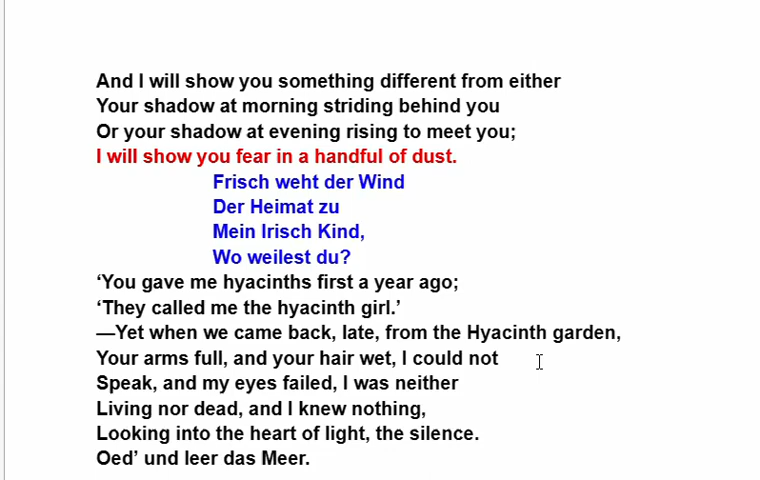 And I will show you something different from either
Your shadow at morning striding behind you
Or your shadow at evening rising to meet you;
I will show you fear in a handful of dust.
Frisch weht der Wind
Der Heimat zu
Mein Irisch Kind,
Wo weilest du?
‘You gave me hyacinths first a year ago;
‘They called me the hyacinth girl.’
—Yet when we came back, late, from the Hyacinth garden,
Your arms full, and your hair wet, I could not
Speak, and my eyes failed, I was neither
Living nor dead, and I knew nothing,
Looking into the heart of light, the silence.
Oed’ und leer das Meer.